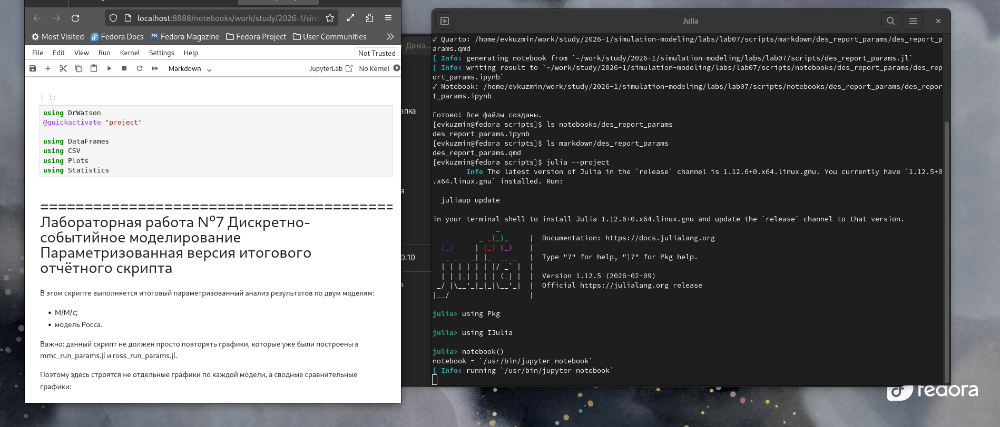 localhost:8888/notebooks/work/study/2026-1/simu
Most Visited Fedora Docs Fedora Magazine Fedora Project User Communities
File Edit View Run Kernel Settings Help Not Trusted
Markdown JupyterLab No Kernel
[ ]:
using DrWatson
@quickactivate "project"
using DataFrames
using CSV
using Plots
using Statistics
========================================
Лабораторная работа №7 Дискретно-
событийное моделирование
Параметризованная версия итогового
отчётного скрипта
В этом скрипте выполняется итоговый параметризованный анализ результатов по двум моделям:
• M/M/c;
• модель Росса.
Важно: данный скрипт не должен просто повторять графики, которые уже были построены в
mmc_run_params.jl и ross_run_params.jl.
Поэтому здесь строятся не отдельные графики по каждой модели, а сводные сравнительные
графики:
Дома...
апка
я
0.10
а
Julia
✓ Quarto: /home/evkuzmin/work/study/2026-1/simulation-modeling/labs/lab07/scripts/markdown/des_report_params/des_report_p
arams.qmd
[ Info: generating notebook from `~/work/study/2026-1/simulation-modeling/labs/lab07/scripts/des_report_params.jl`
[ Info: writing result to `~/work/study/2026-1/simulation-modeling/labs/lab07/scripts/notebooks/des_report_params/des_rep
ort_params.ipynb`
✓ Notebook: /home/evkuzmin/work/study/2026-1/simulation-modeling/labs/lab07/scripts/notebooks/des_report_params/des_repor
t_params.ipynb
Готово! Все файлы созданы.
[evkuzmin@fedora scripts]$ ls notebooks/des_report_params
des_report_params.ipynb
[evkuzmin@fedora scripts]$ ls markdown/des_report_params
des_report_params.qmd
[evkuzmin@fedora scripts]$ julia --project
Info The latest version of Julia in the `release` channel is 1.12.6+0.x64.linux.gnu. You currently have `1.12.5+0
.x64.linux.gnu` installed. Run:
juliaup update
in your terminal shell to install Julia 1.12.6+0.x64.linux.gnu and update the `release` channel to that version.
               _
   _       _ _(_)_     |  Documentation: https://docs.julialang.org
  (_)     | (_) (_)    |
   _ _   _| |_  __ _   |  Type "?" for help, "]?" for Pkg help.
  | | | | | | |/ _` |  |
  | | |_| | | | (_| |  |  Version 1.12.5 (2026-02-09)
 _/ |\__'_|_|_|\__'_|  |  Official https://julialang.org release
|__/                   |
julia> using Pkg
julia> using IJulia
julia> notebook()
notebook = `/usr/bin/jupyter notebook`
[ Info: running `/usr/bin/jupyter notebook`
fedora